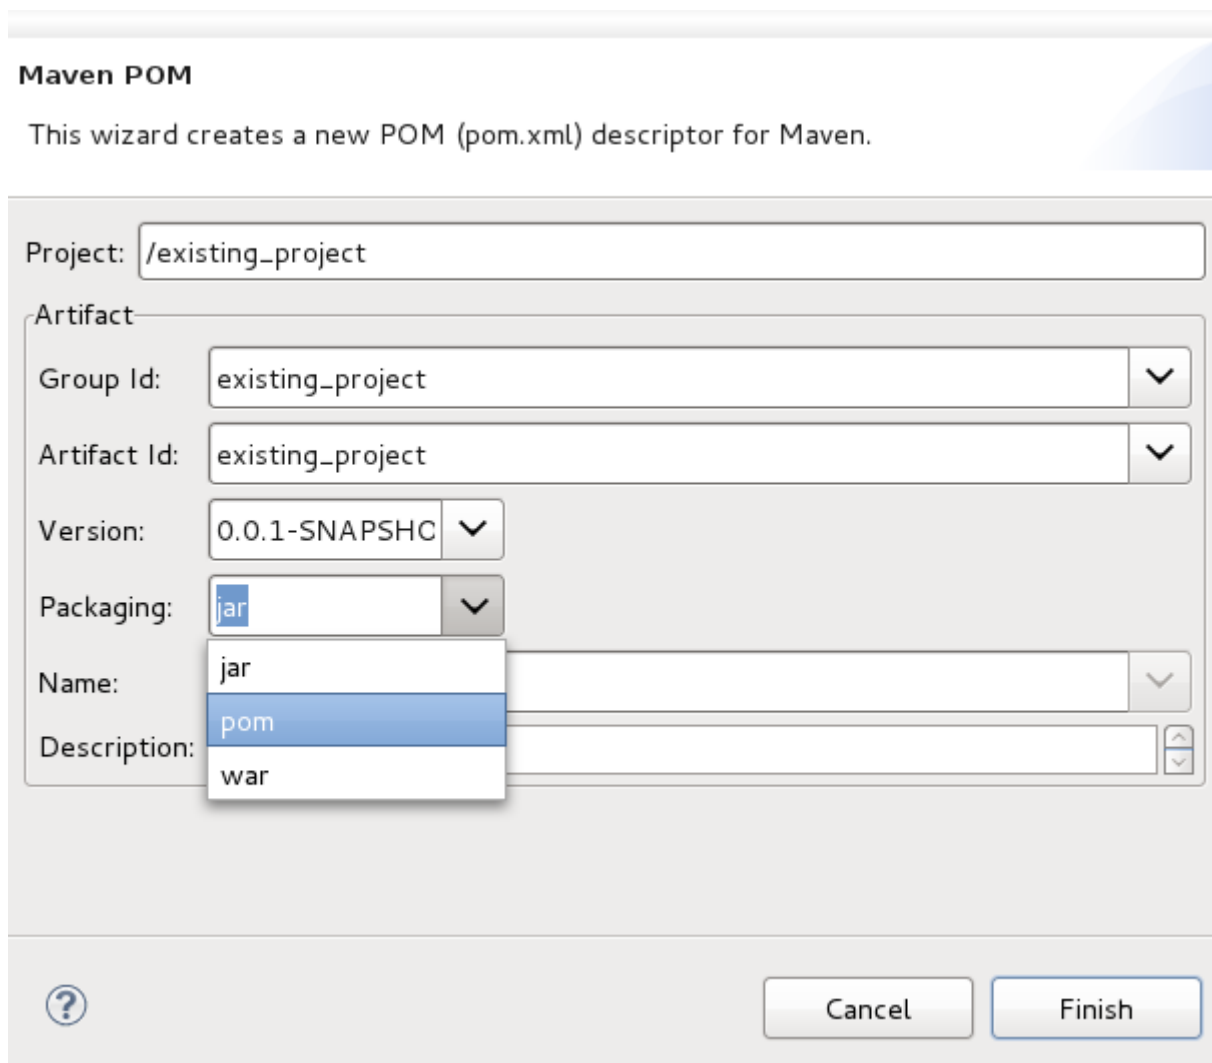 Maven POM
This wizard creates a new POM (pom.xml) descriptor for Maven.
Project: /existing_project
Artifact
Group Id: existing_project
Artifact Id: existing_project
Version: 0.0.1-SNAPSHO
Packaging: jar
jar
Name:
pom
Description:
war
Cancel Finish